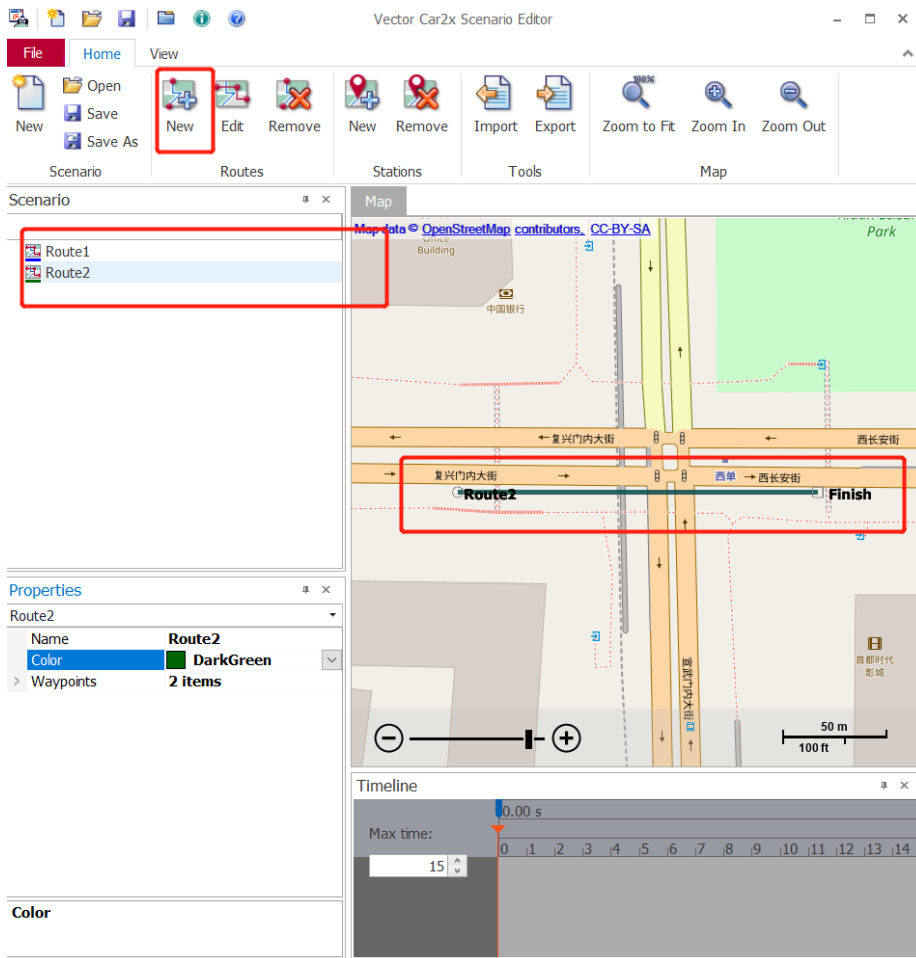 Vector Car2x Scenario Editor
File Home View
New
Open
Save
Save As
Scenario
New Edit Remove
Routes
New Remove
Stations
Import Export
Tools
100%
Zoom to Fit Zoom In Zoom Out
Map
Scenario
Route1
Route2
Properties
Route2
Name Route2
Color DarkGreen
Waypoints 2 items
Color
Map
Map data © OpenStreetMap contributors, CC-BY-SA
Park
Office
Building
中国银行
复兴门内大街
西长安街
复兴门内大街
西单
西长安街
Route2
Finish
宣武门内大街
首都时代
影城
50 m
100 ft
Timeline
0.00 s
Max time:
15
0 1 2 3 4 5 6 7 8 9 10 11 12 13 14